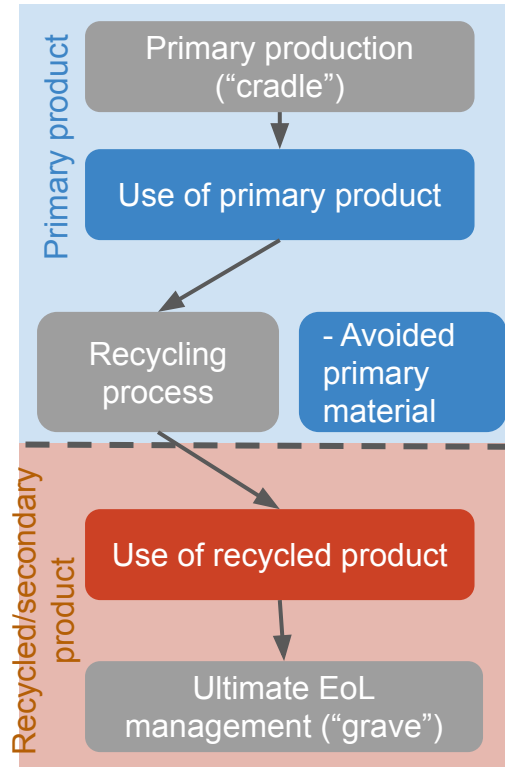 Primary product
Primary production
(“cradle”)
Use of primary product
Recycling
process
- Avoided
primary
material
Recycled/secondary
product
Use of recycled product
Ultimate EoL
management (“grave”)